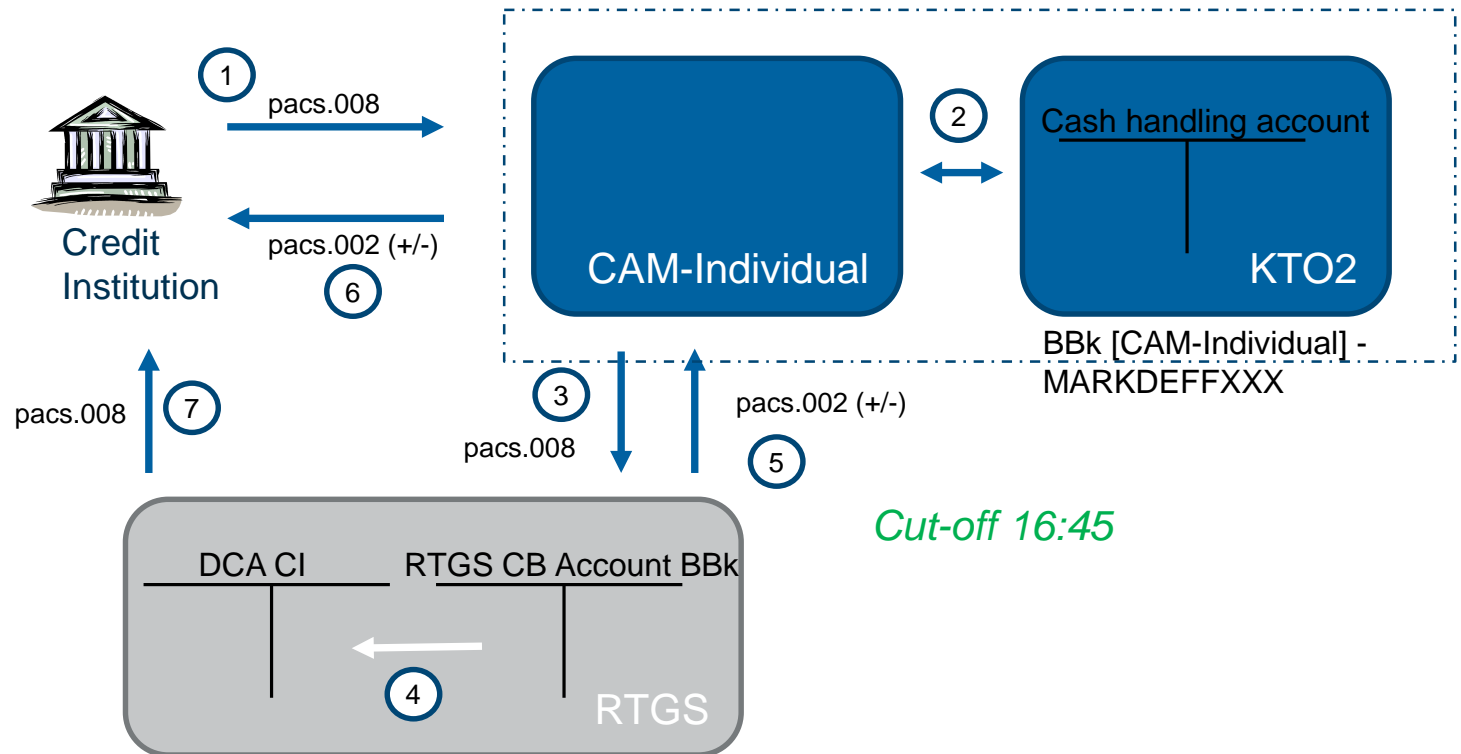 1
pacs.008
2
Cash handling account
Credit
Institution
pacs.002 (+/-)
6
CAM-Individual
KTO2
BBk [CAM-Individual] -
MARKDEFFXXX
3
pacs.008
pacs.002 (+/-)
5
pacs.008
7
Cut-off 16:45
DCA CI
RTGS CB Account BBk
4
RTGS